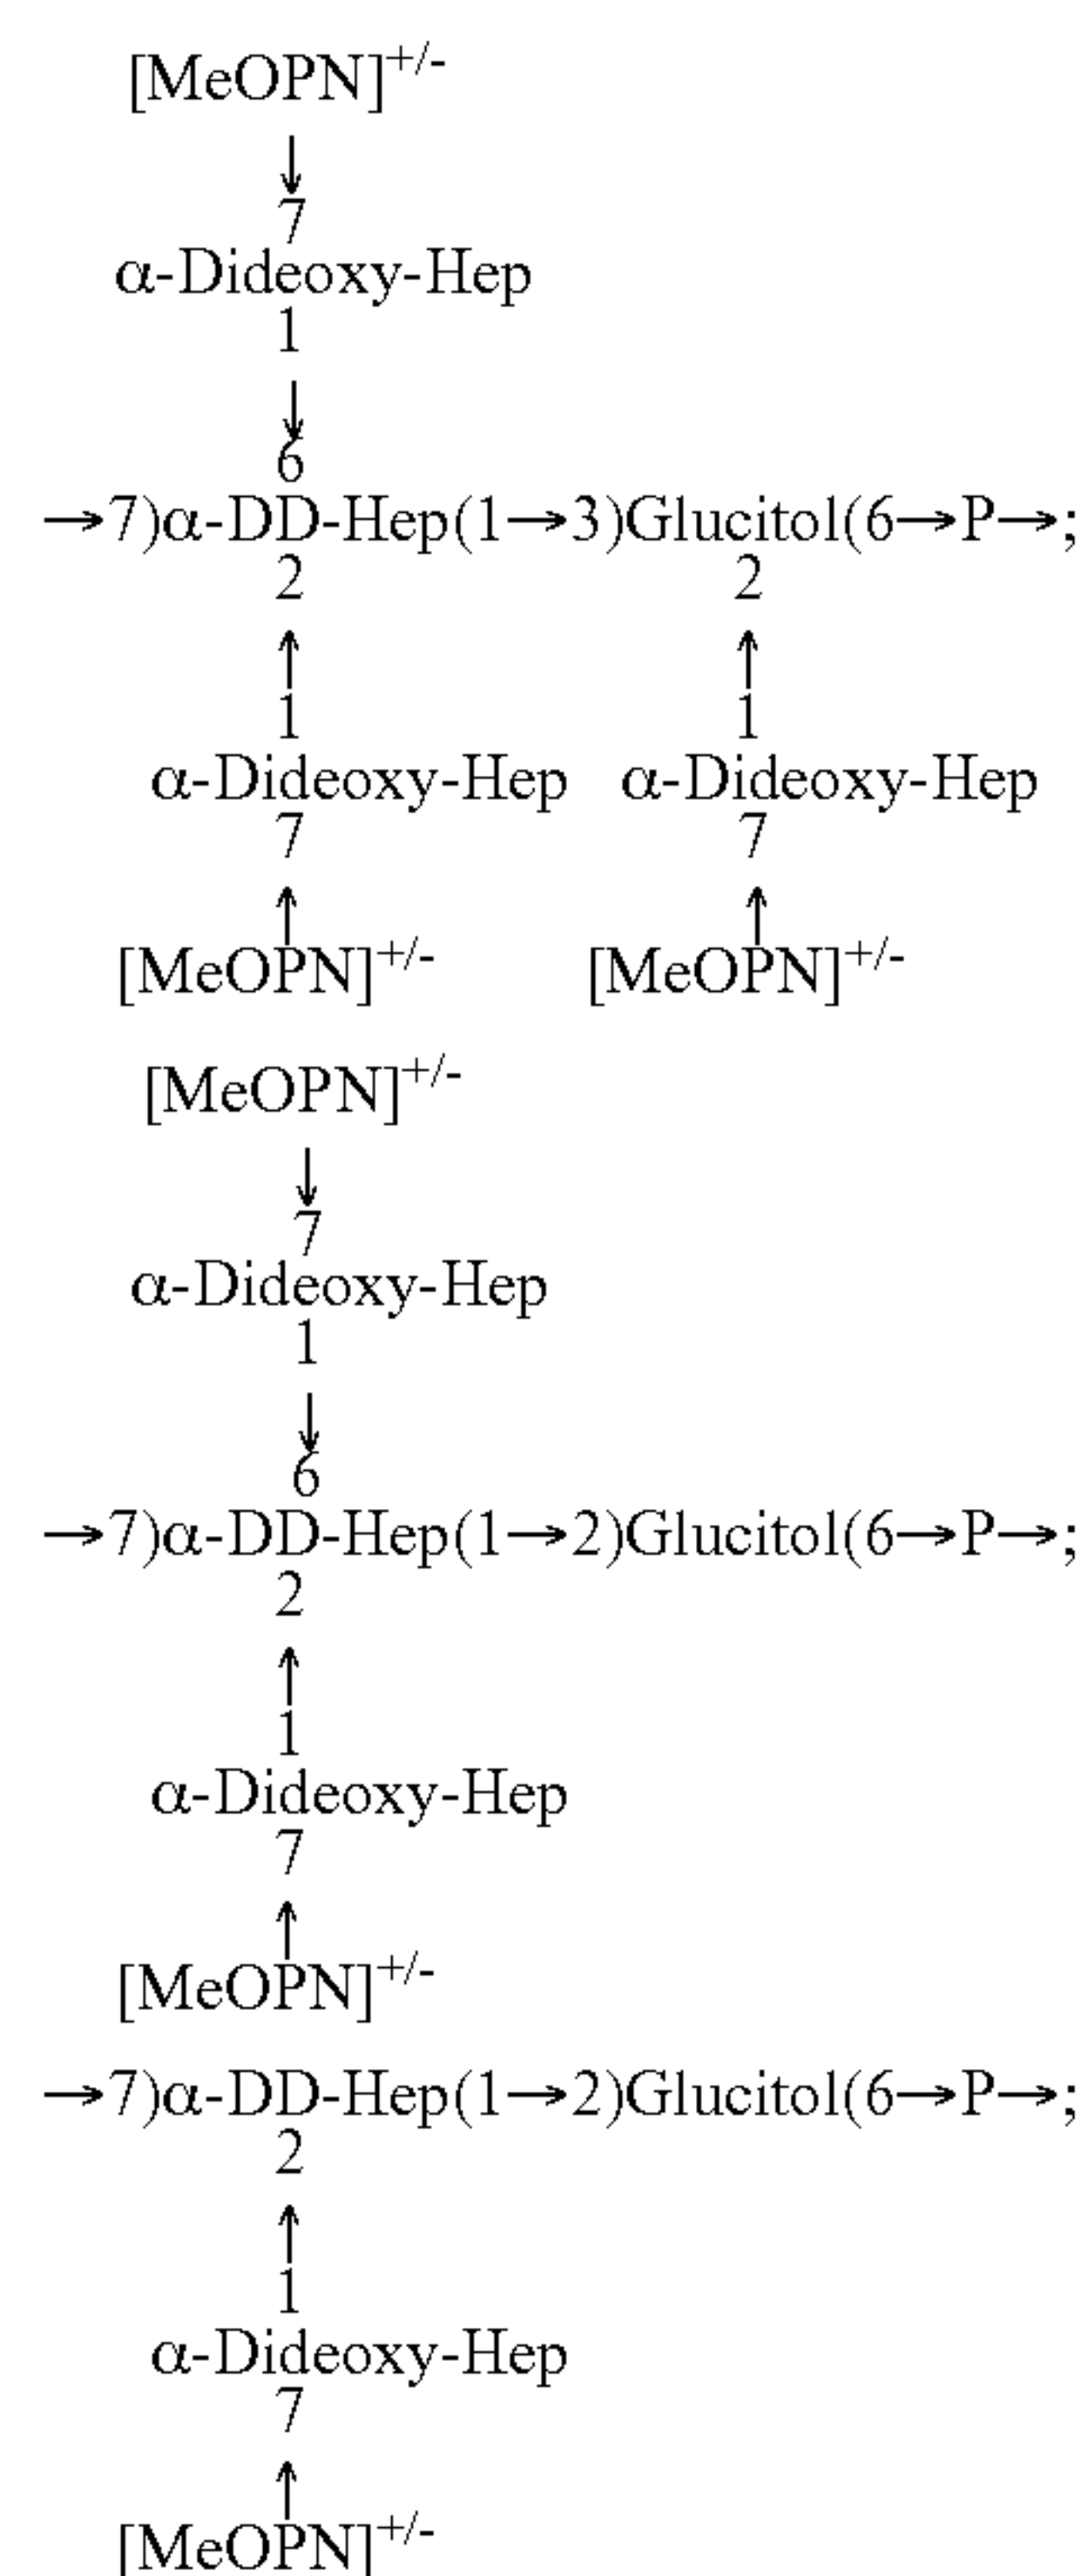 [MeOPN]+/-
↓
7
α-Dideoxy-Hep
1
↓
6
→7)α-DD-Hep(1→3)Glucitol(6→P→;
2 2
↑ ↑
1 1
α-Dideoxy-Hep α-Dideoxy-Hep
7 7
↑ ↑
[MeOPN]+/- [MeOPN]+/-
[MeOPN]+/-
↓
7
α-Dideoxy-Hep
1
↓
6
→7)α-DD-Hep(1→2)Glucitol(6→P→;
2
↑
1
α-Dideoxy-Hep
7
↑
[MeOPN]+/-
→7)α-DD-Hep(1→2)Glucitol(6→P→;
2
↑
1
α-Dideoxy-Hep
7
↑
[MeOPN]+/-